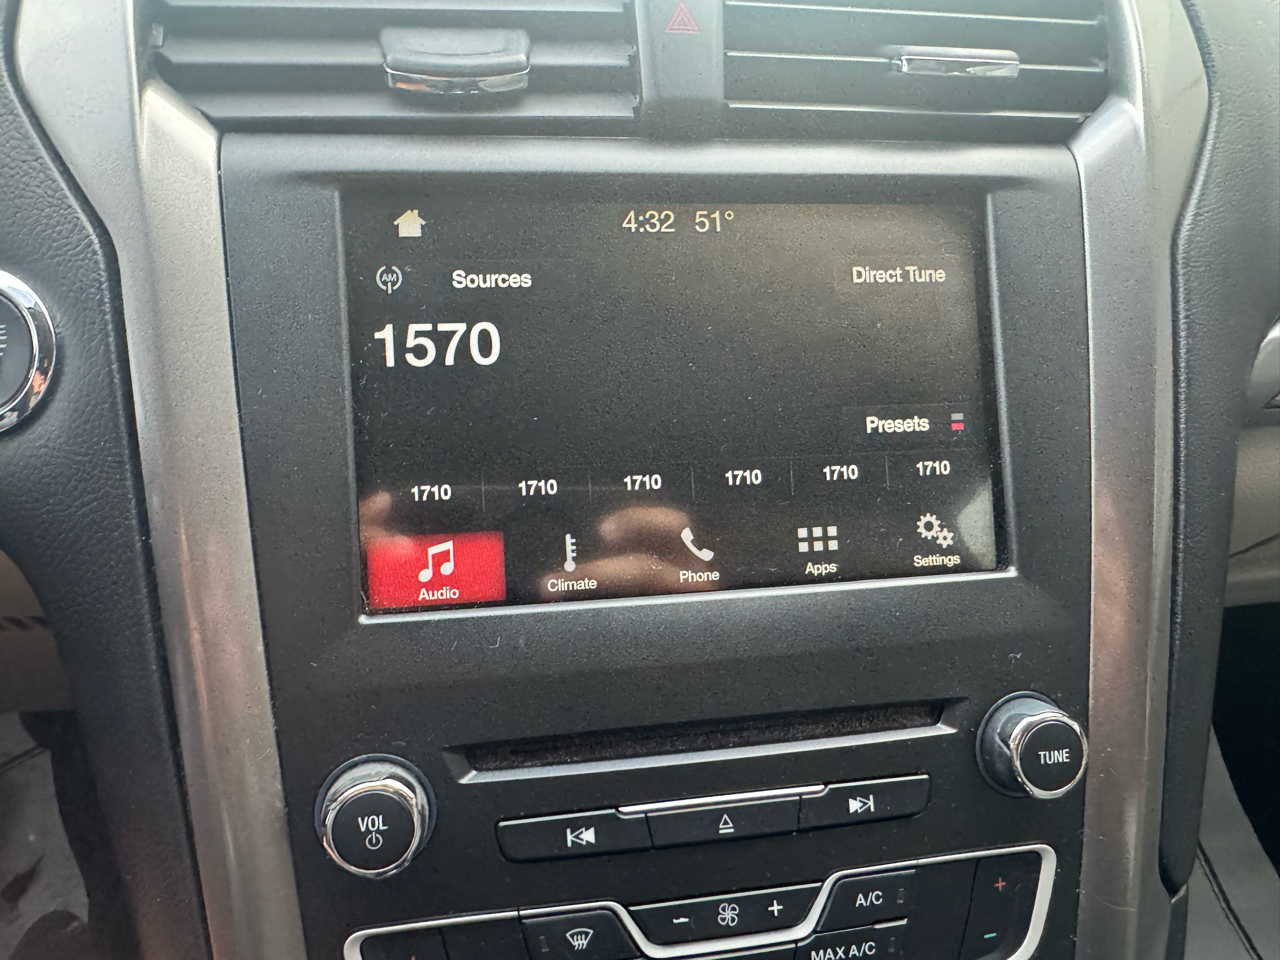 4:32 51°
AM Sources Direct Tune
1570
Presets
1710 1710 1710 1710 1710 1710
Audio Climate Phone Apps Settings
TUNE
VOL
A/C
MAX A/C